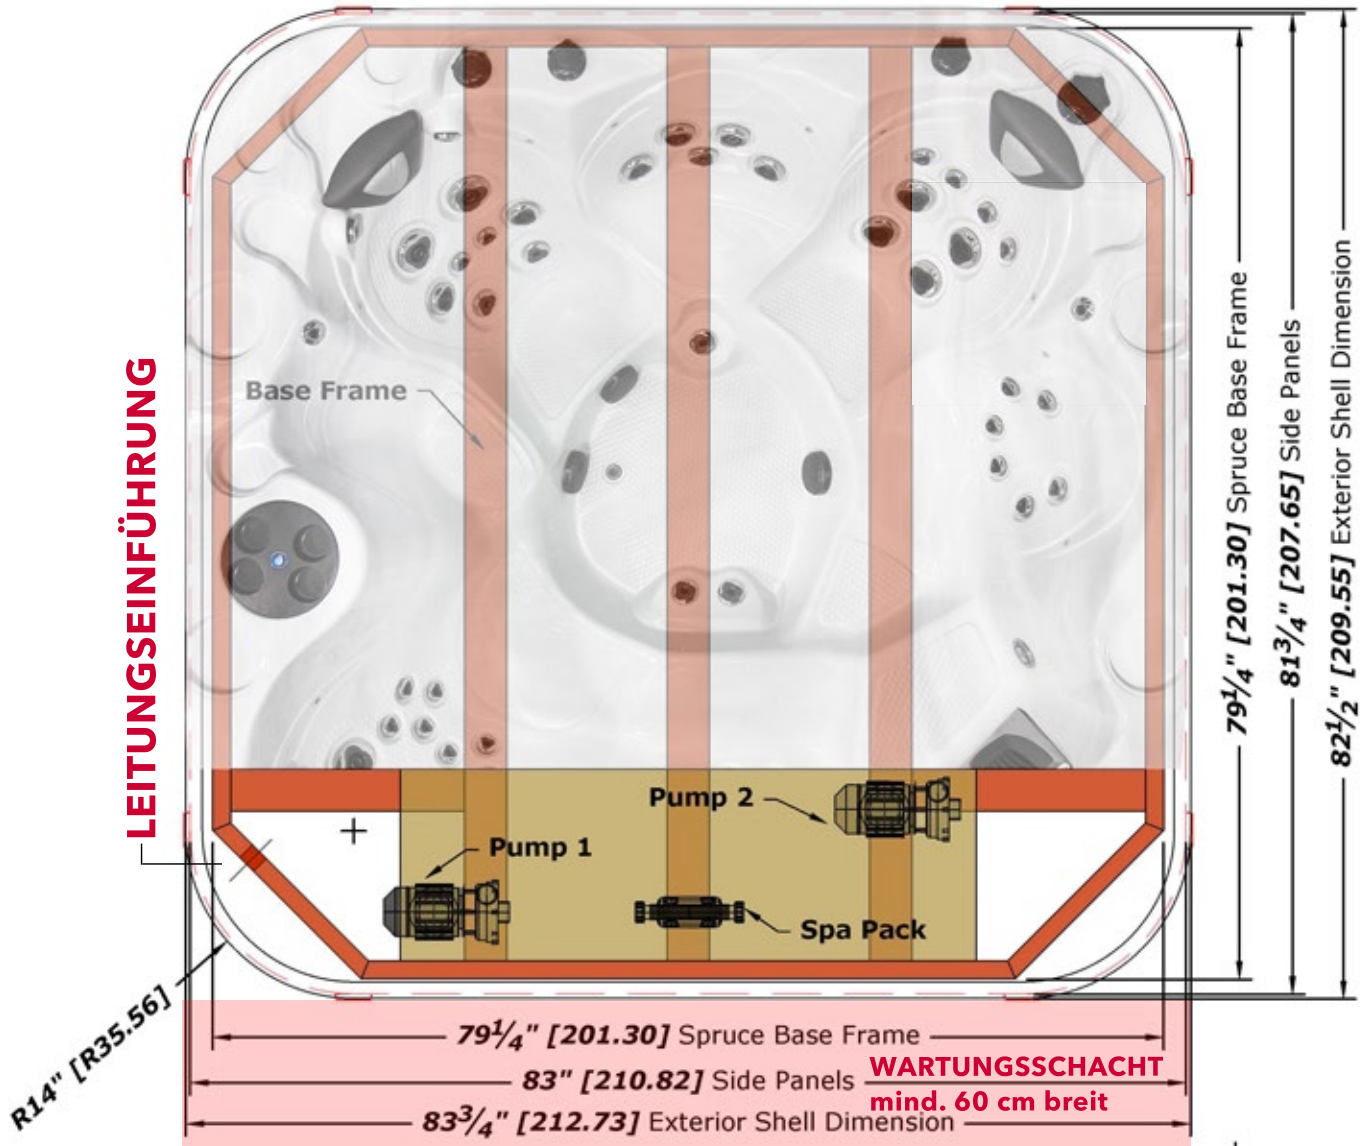 LEITUNGSEINFÜHRUNG
Base Frame
Pump 2
Pump 1
Spa Pack
79¼" [201.30] Spruce Base Frame
81¾" [207.65] Side Panels
82½" [209.55] Exterior Shell Dimension
R14" [R35.56]
79¼" [201.30] Spruce Base Frame
83" [210.82] Side Panels
83¾" [212.73] Exterior Shell Dimension
WARTUNGSSCHACHT
mind. 60 cm breit